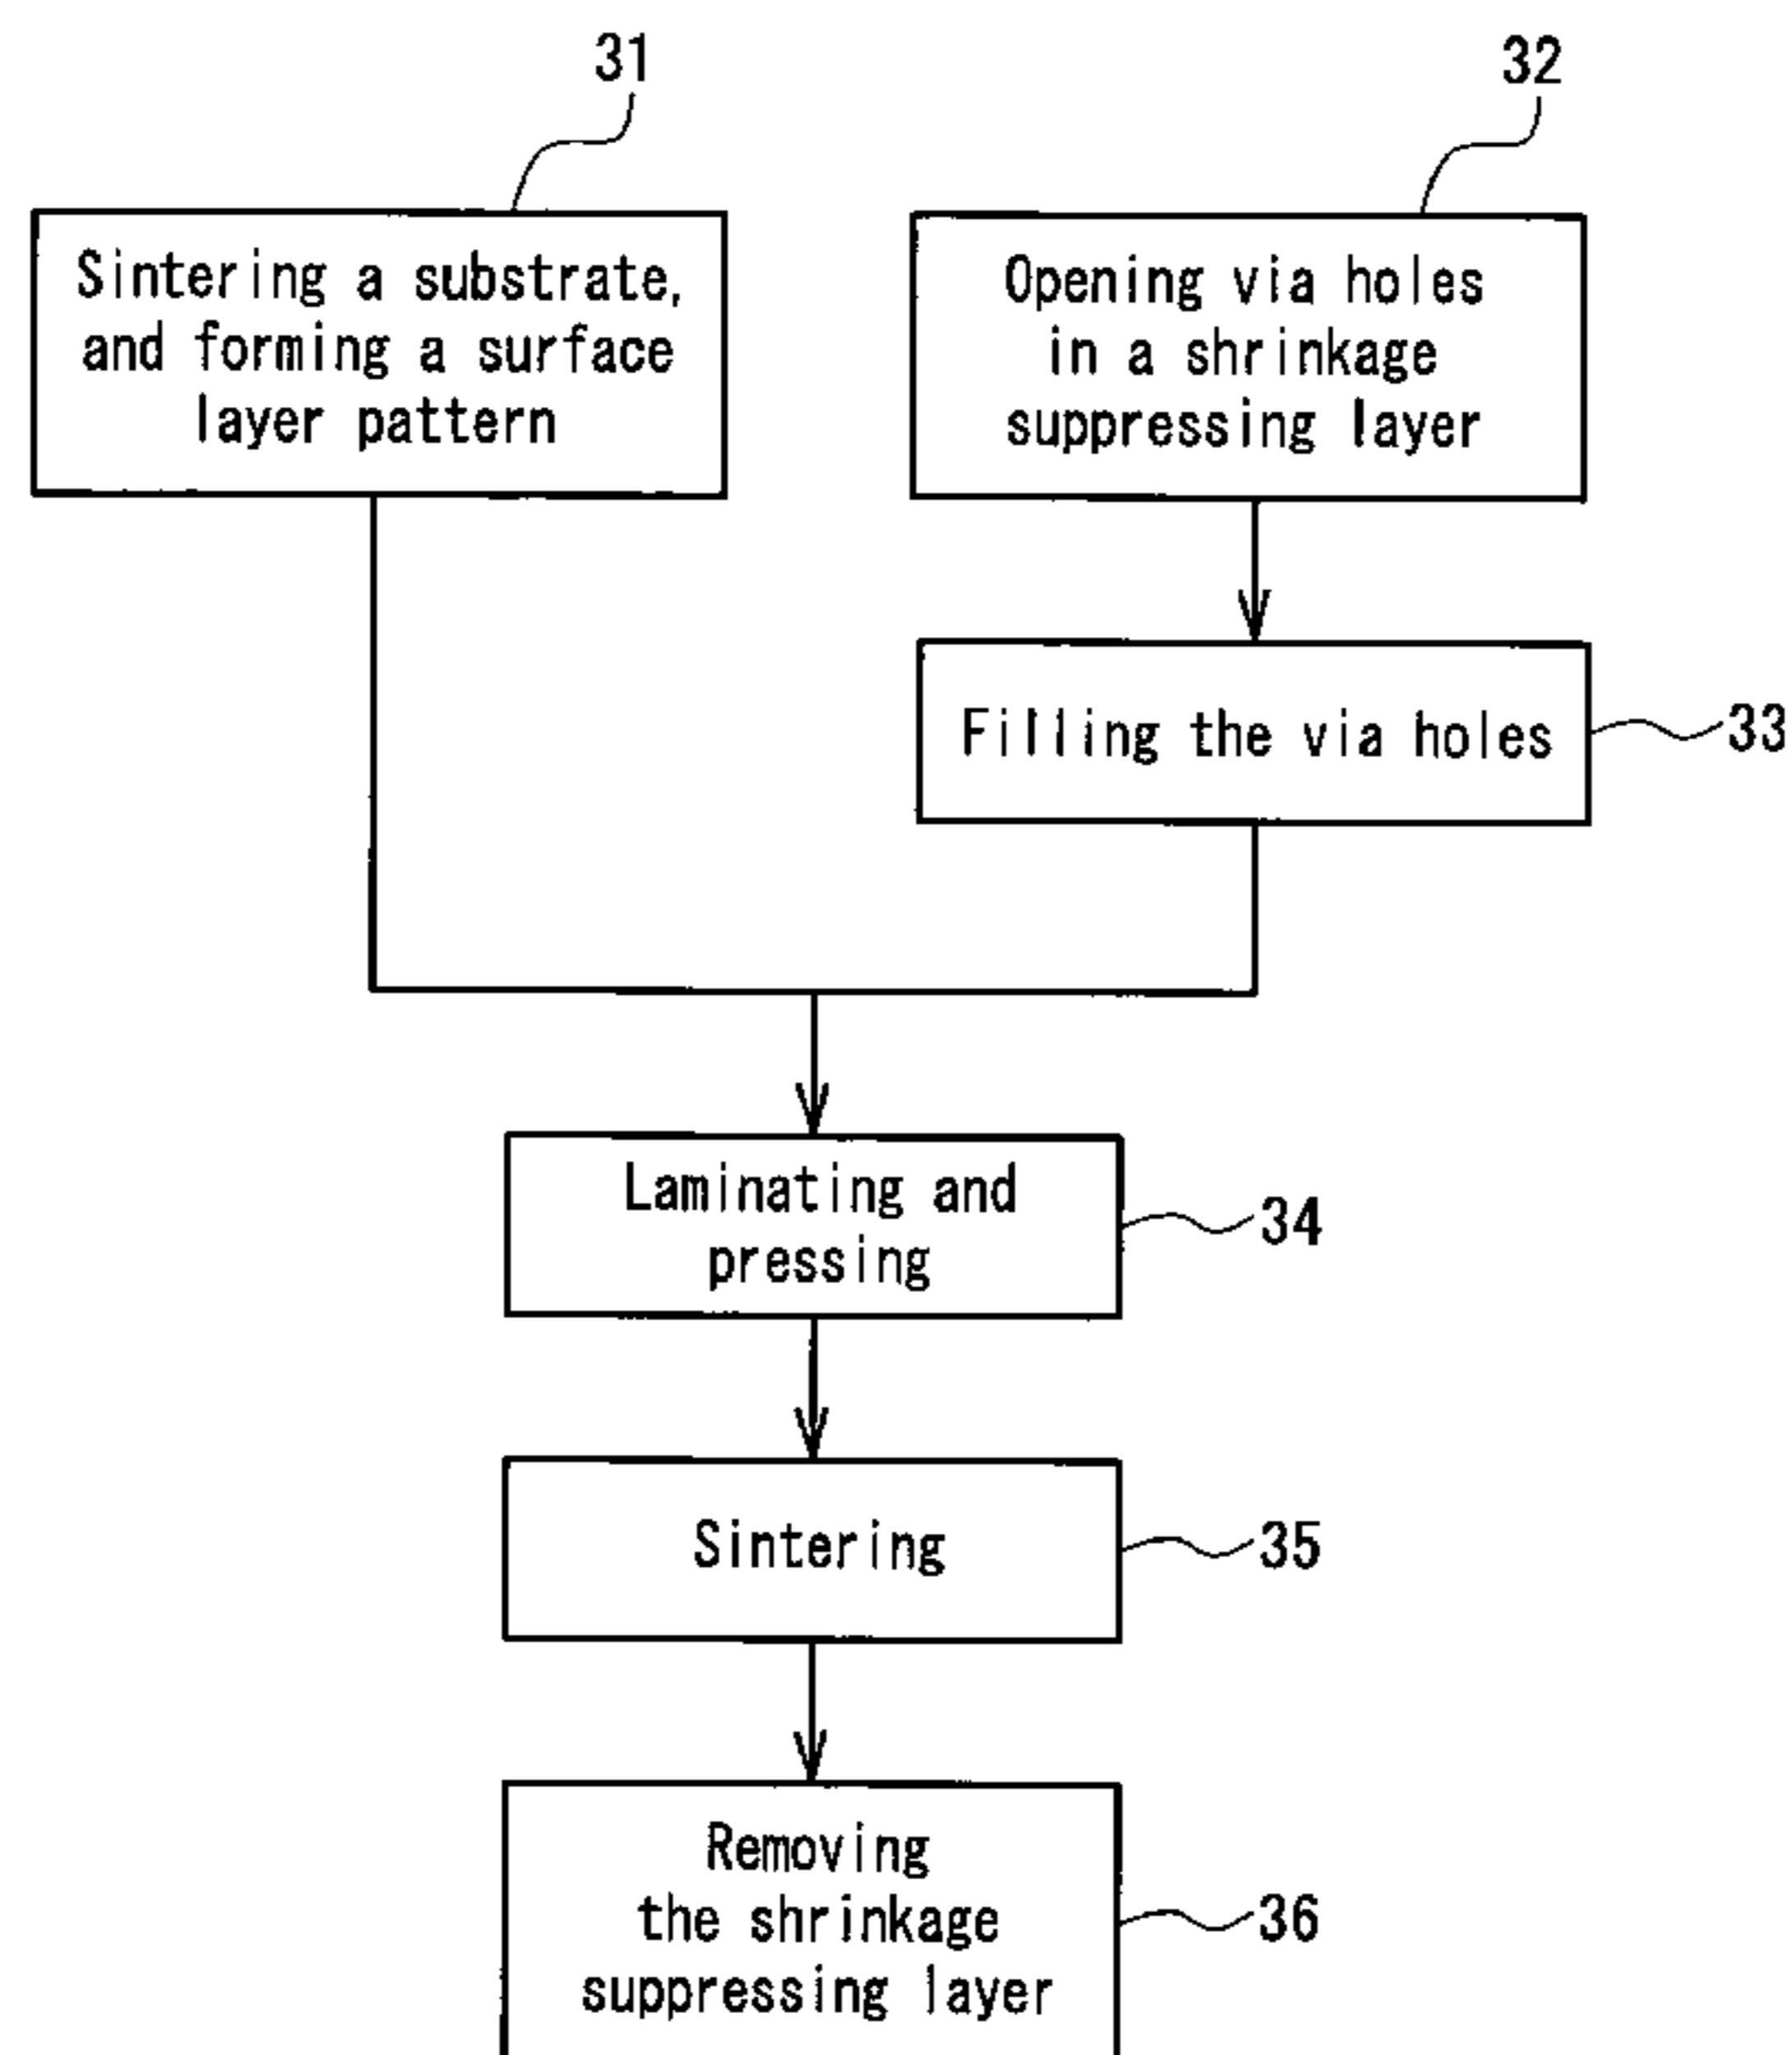 31
32
Sintering a substrate,
and forming a surface
layer pattern
Opening via holes
in a shrinkage
suppressing layer
Filling the via holes
33
Laminating and
pressing
34
Sintering
35
Removing
the shrinkage
suppressing layer
36